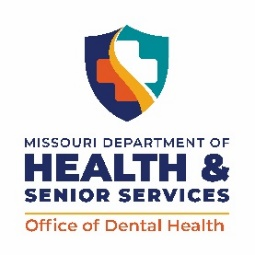 MISSOURI DEPARTMENT OF
HEALTH &
SENIOR SERVICES
Office of Dental Health